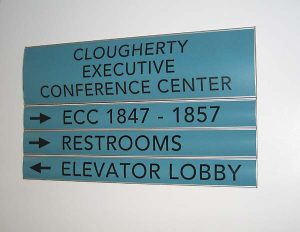 CLOUGHERTY
EXECUTIVE
CONFERENCE CENTER
→ ECC 1847 - 1857
→ RESTROOMS
← ELEVATOR LOBBY